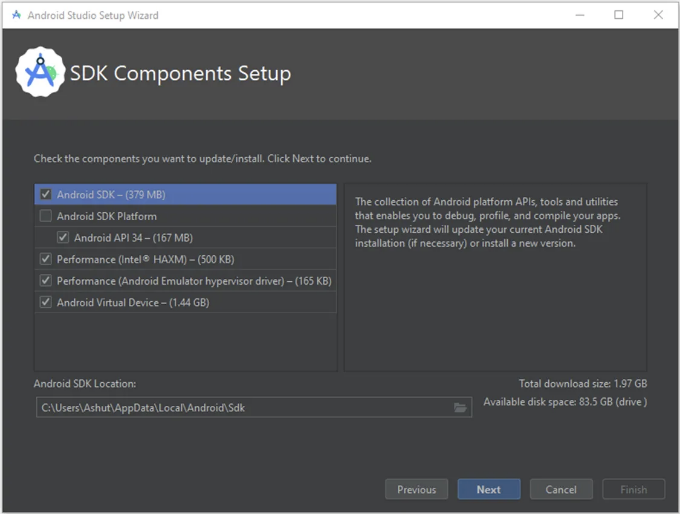 Android Studio Setup Wizard
SDK Components Setup
Check the components you want to update/install. Click Next to continue.
Android SDK – (379 MB)
Android SDK Platform
Android API 34 – (167 MB)
Performance (Intel® HAXM) – (500 KB)
Performance (Android Emulator hypervisor driver) – (165 KB)
Android Virtual Device – (1.44 GB)
The collection of Android platform APIs, tools and utilities
that enables you to debug, profile, and compile your apps.
The setup wizard will update your current Android SDK
installation (if necessary) or install a new version.
Android SDK Location:
C:\Users\Ashut\AppData\Local\Android\Sdk
Total download size: 1.97 GB
Available disk space: 83.5 GB (drive )
Previous
Next
Cancel
Finish